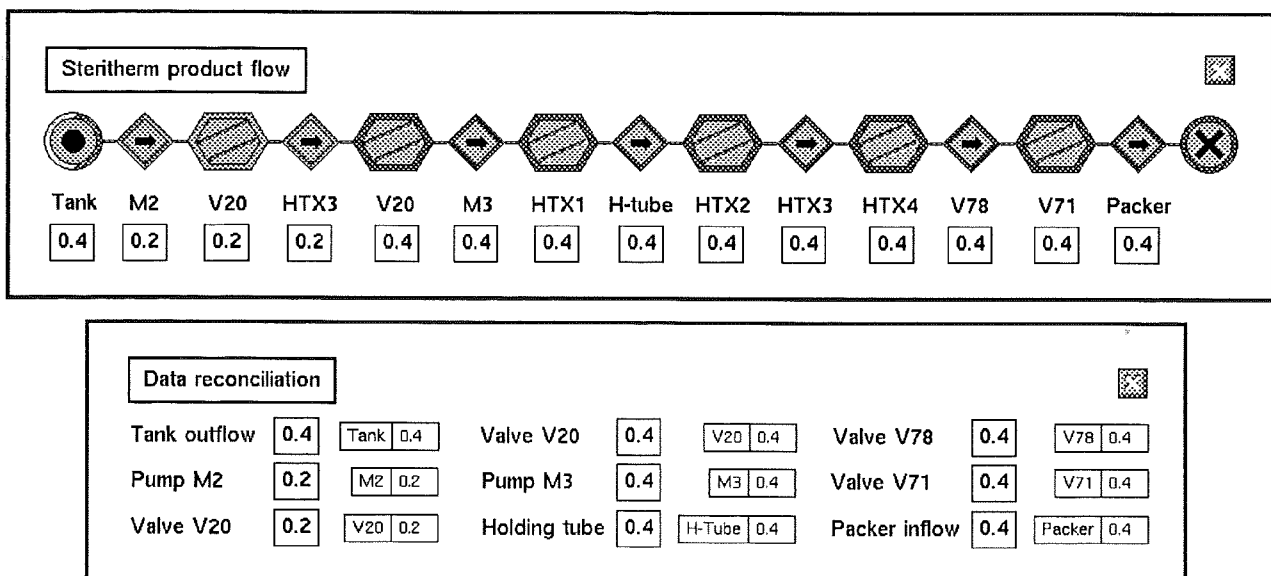 Steritherm product flow
Tank M2 V20 HTX3 V20 M3 HTX1 H-tube HTX2 HTX3 HTX4 V78 V71 Packer
0.4 0.2 0.2 0.2 0.4 0.4 0.4 0.4 0.4 0.4 0.4 0.4 0.4 0.4
Data reconciliation
Tank outflow 0.4 Tank 0.4 Valve V20 0.4 V20 0.4 Valve V78 0.4 V78 0.4
Pump M2 0.2 M2 0.2 Pump M3 0.4 M3 0.4 Valve V71 0.4 V71 0.4
Valve V20 0.2 V20 0.2 Holding tube 0.4 H-Tube 0.4 Packer inflow 0.4 Packer 0.4